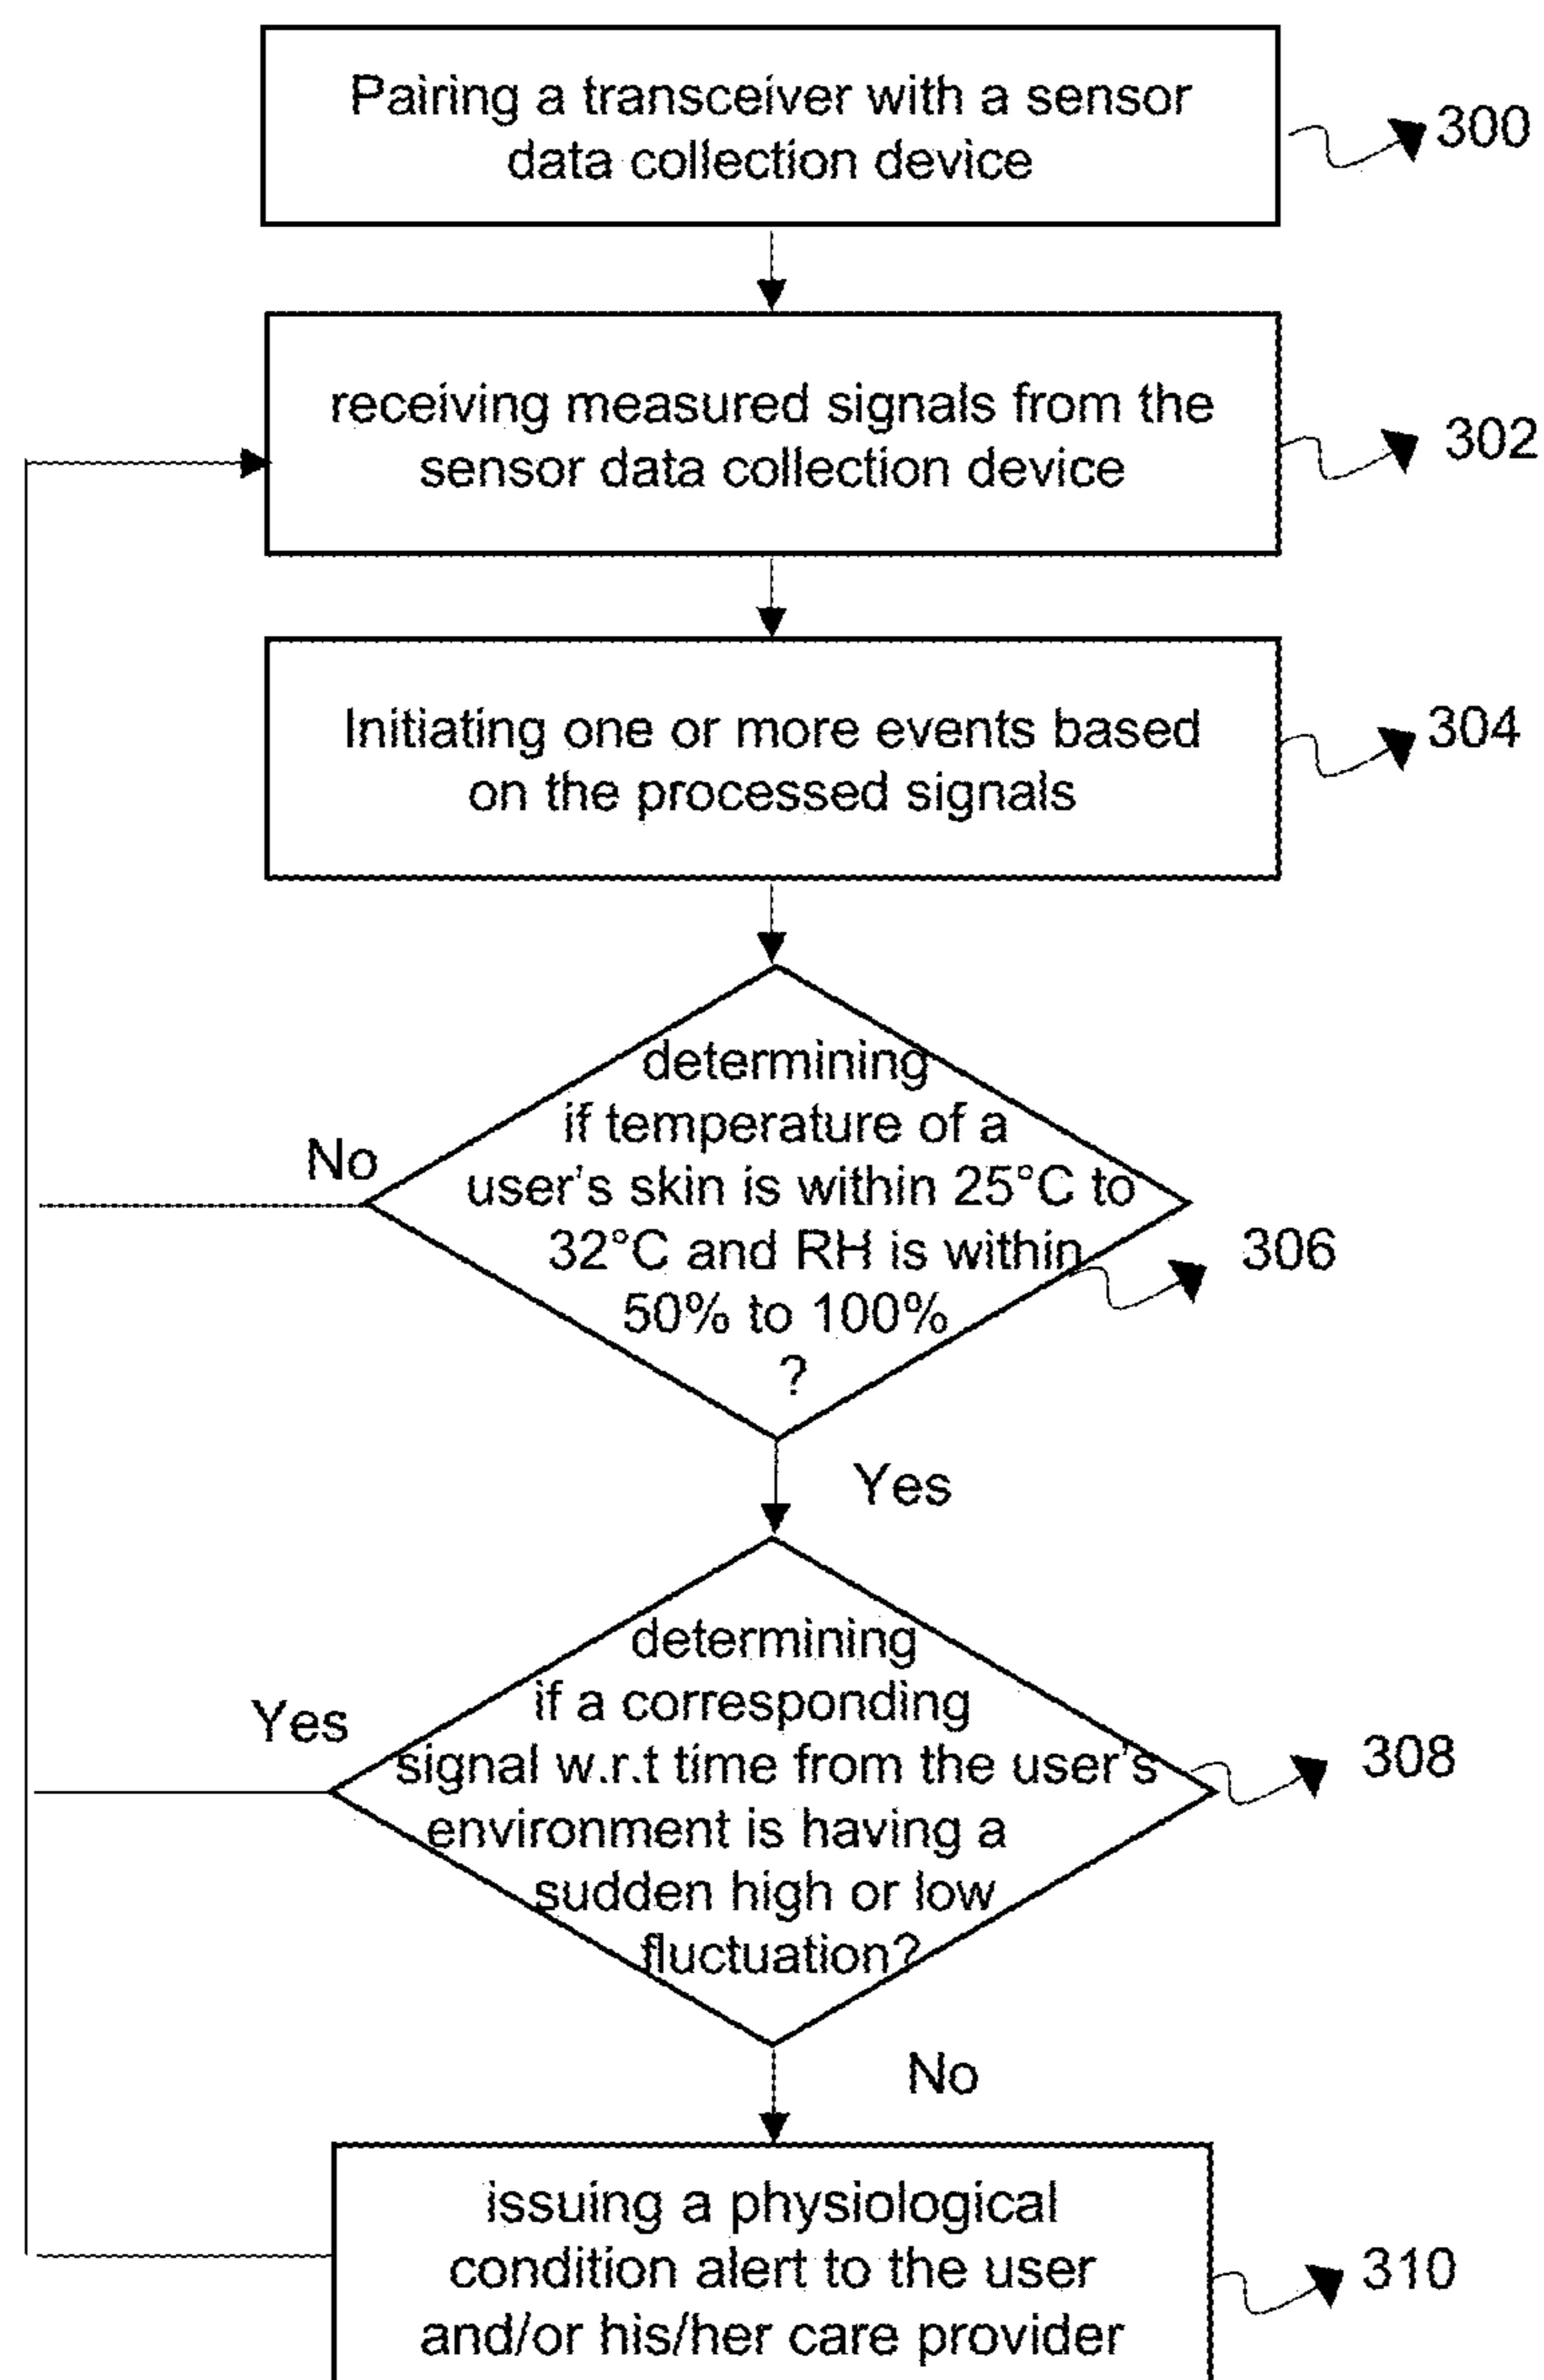 Pairing a transceiver with a sensor
data collection device
300
receiving measured signals from the
sensor data collection device
302
Initiating one or more events based
on the processed signals
304
determining
if temperature of a
user's skin is within 25°C to
32°C and RH is within
50% to 100%
?
No
306
Yes
determining
if a corresponding
signal w.r.t time from the user's
environment is having a
sudden high or low
fluctuation?
Yes
308
No
issuing a physiological
condition alert to the user
and/or his/her care provider
310